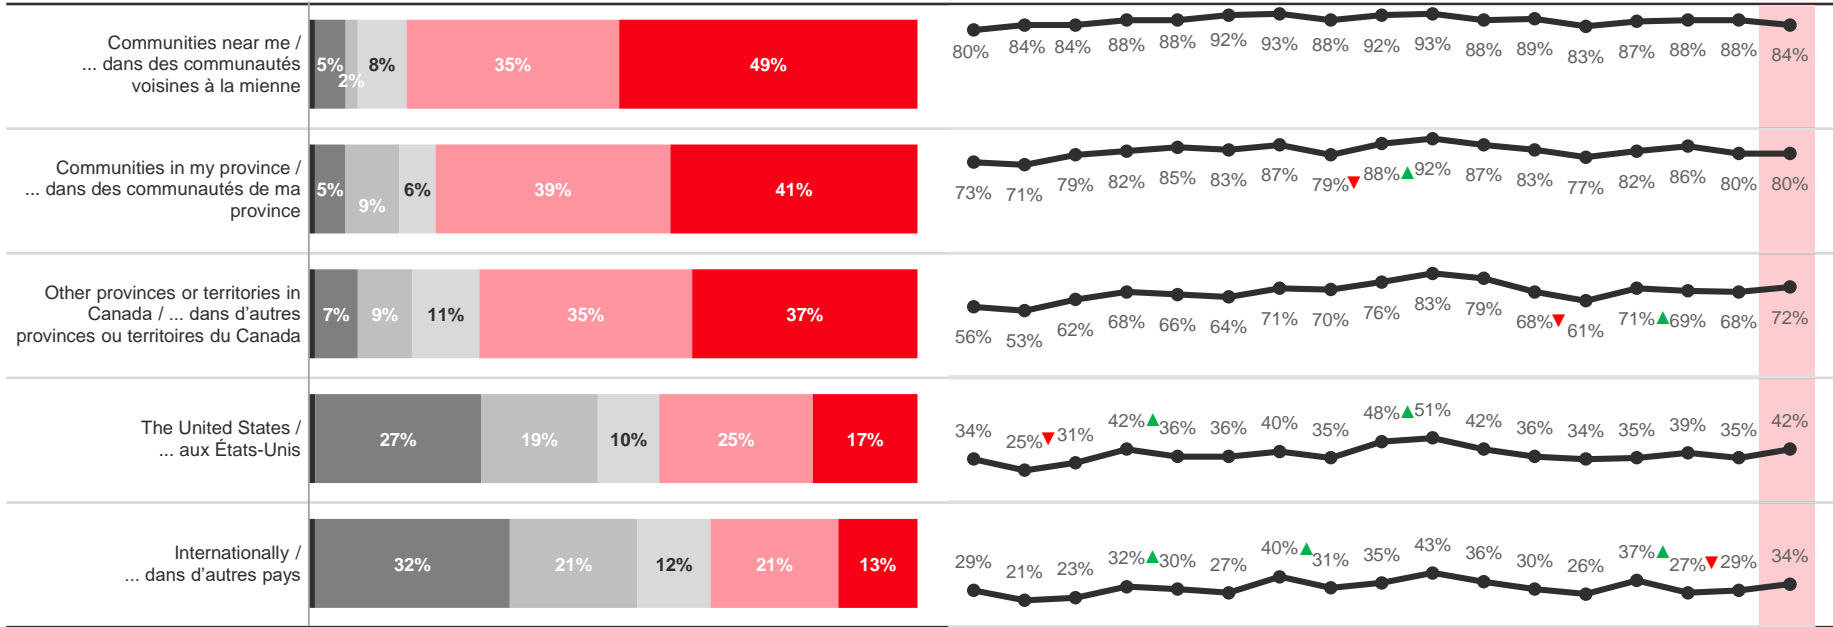 Communities near me /
... dans des communautés
voisines à la mienne
5% 2% 8% 35% 49%
80% 84% 84% 88% 88% 92% 93% 88% 92% 93% 88% 89% 83% 87% 88% 88% 84%
Communities in my province /
... dans des communautés de ma
province
5% 9% 6% 39% 41%
73% 71% 79% 82% 85% 83% 87% 79% 88% 92% 87% 83% 77% 82% 86% 80% 80%
Other provinces or territories in
Canada / ... dans d’autres
provinces ou territoires du Canada
7% 9% 11% 35% 37%
56% 53% 62% 68% 66% 64% 71% 70% 76% 83% 79% 68% 61% 71% 69% 68% 72%
The United States /
... aux États-Unis
27% 19% 10% 25% 17%
34% 25% 31% 42% 36% 36% 40% 35% 48% 51% 42% 36% 34% 35% 39% 35% 42%
Internationally /
... dans d’autres pays
32% 21% 12% 21% 13%
29% 21% 23% 32% 30% 27% 40% 31% 35% 43% 36% 30% 26% 37% 27% 29% 34%